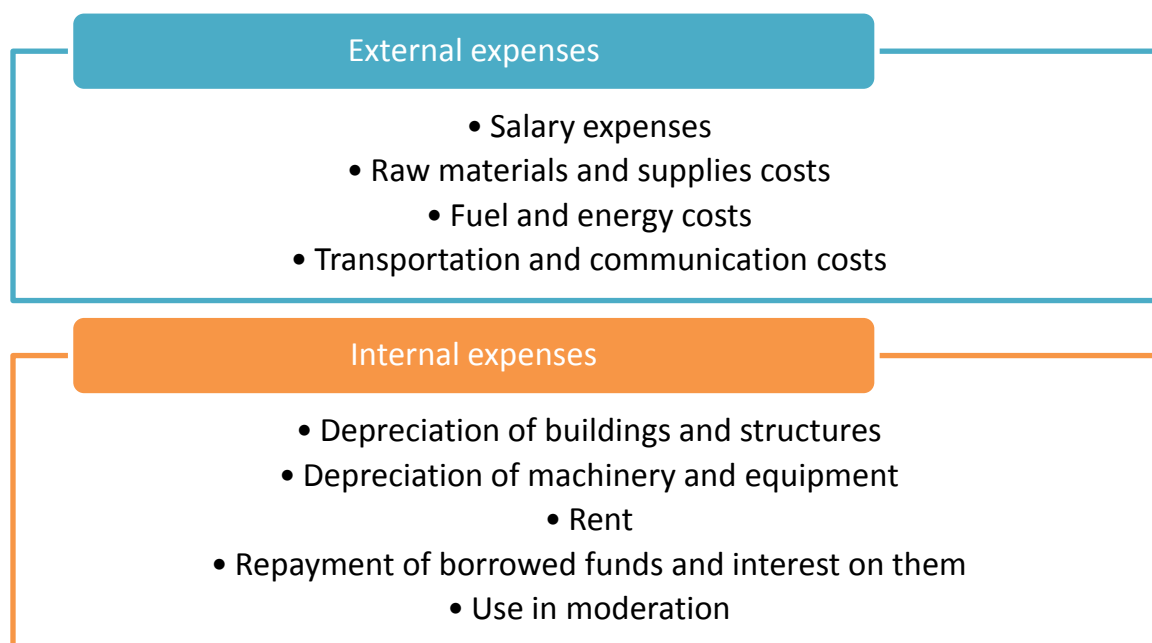 External expenses
• Salary expenses
• Raw materials and supplies costs
• Fuel and energy costs
• Transportation and communication costs
Internal expenses
• Depreciation of buildings and structures
• Depreciation of machinery and equipment
• Rent
• Repayment of borrowed funds and interest on them
• Use in moderation